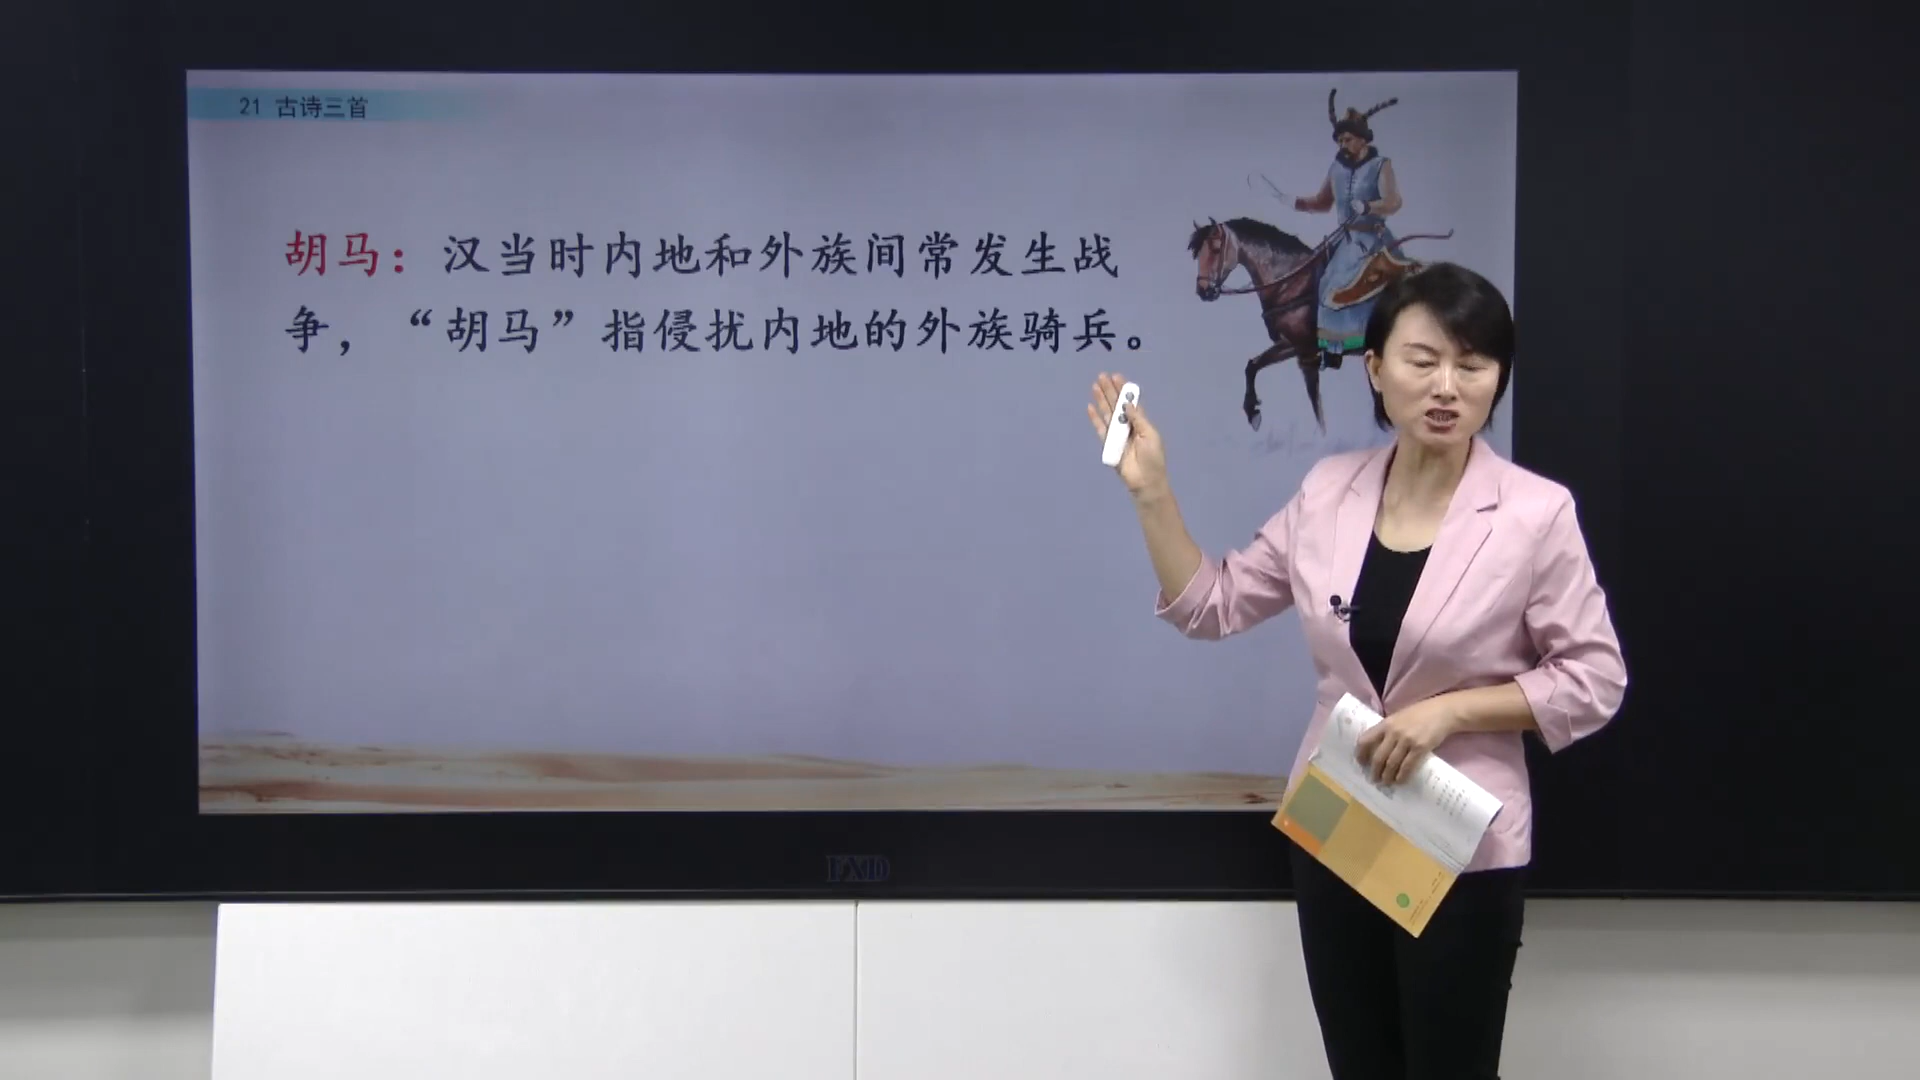 21 古诗三首
胡马：汉当时内地和外族间常发生战
争，“胡马”指侵扰内地的外族骑兵。
EXD